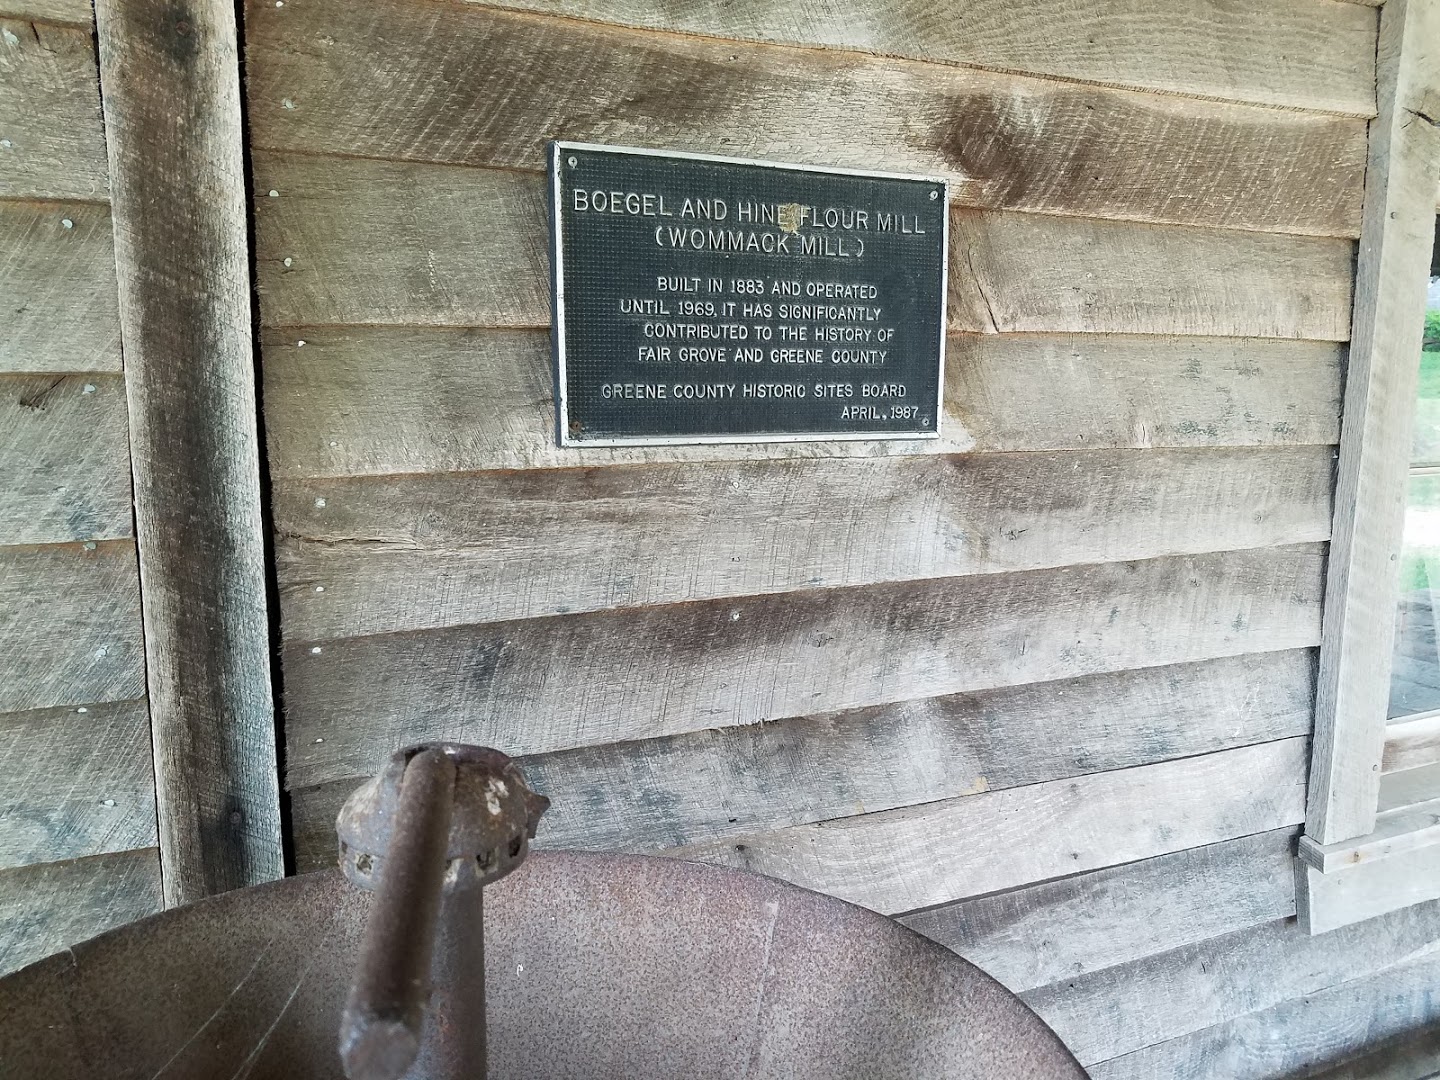 BOEGEL AND HINE FLOUR MILL
(WOMMACK MILL)
BUILT IN 1883 AND OPERATED
UNTIL 1969, IT HAS SIGNIFICANTLY
CONTRIBUTED TO THE HISTORY OF
FAIR GROVE AND GREENE COUNTY
GREENE COUNTY HISTORIC SITES BOARD
APRIL, 1987